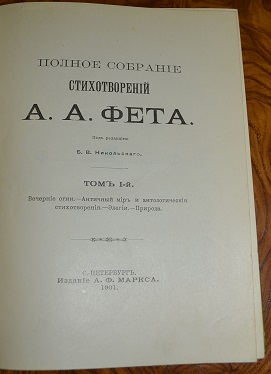 ПОЛНОЕ СОБРАНІЕ
СТИХОТВОРЕНІЙ
А. А. ФЕТА.
Подъ редакціею
Б. В. Никольскаго.
ТОМЪ I-й.
Вечерніе огни.—Античный міръ и антологическія
стихотворенія.—Элегіи.—Природа.
С.-ПЕТЕРБУРГЪ.
Изданіе А. Ф. МАРКСА.
1901.